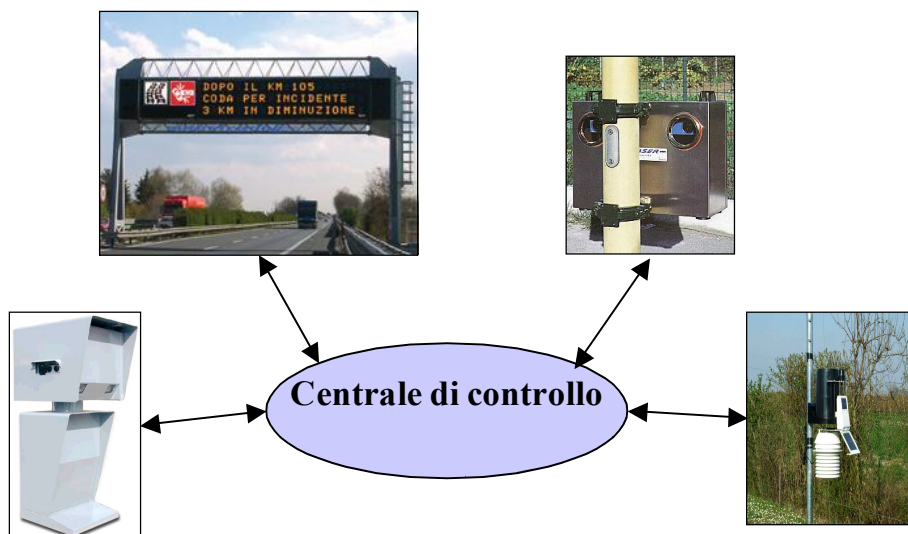 DOPO IL KM 105
CODA PER INCIDENTE
3 KM IN DIMINUZIONE
Centrale di controllo